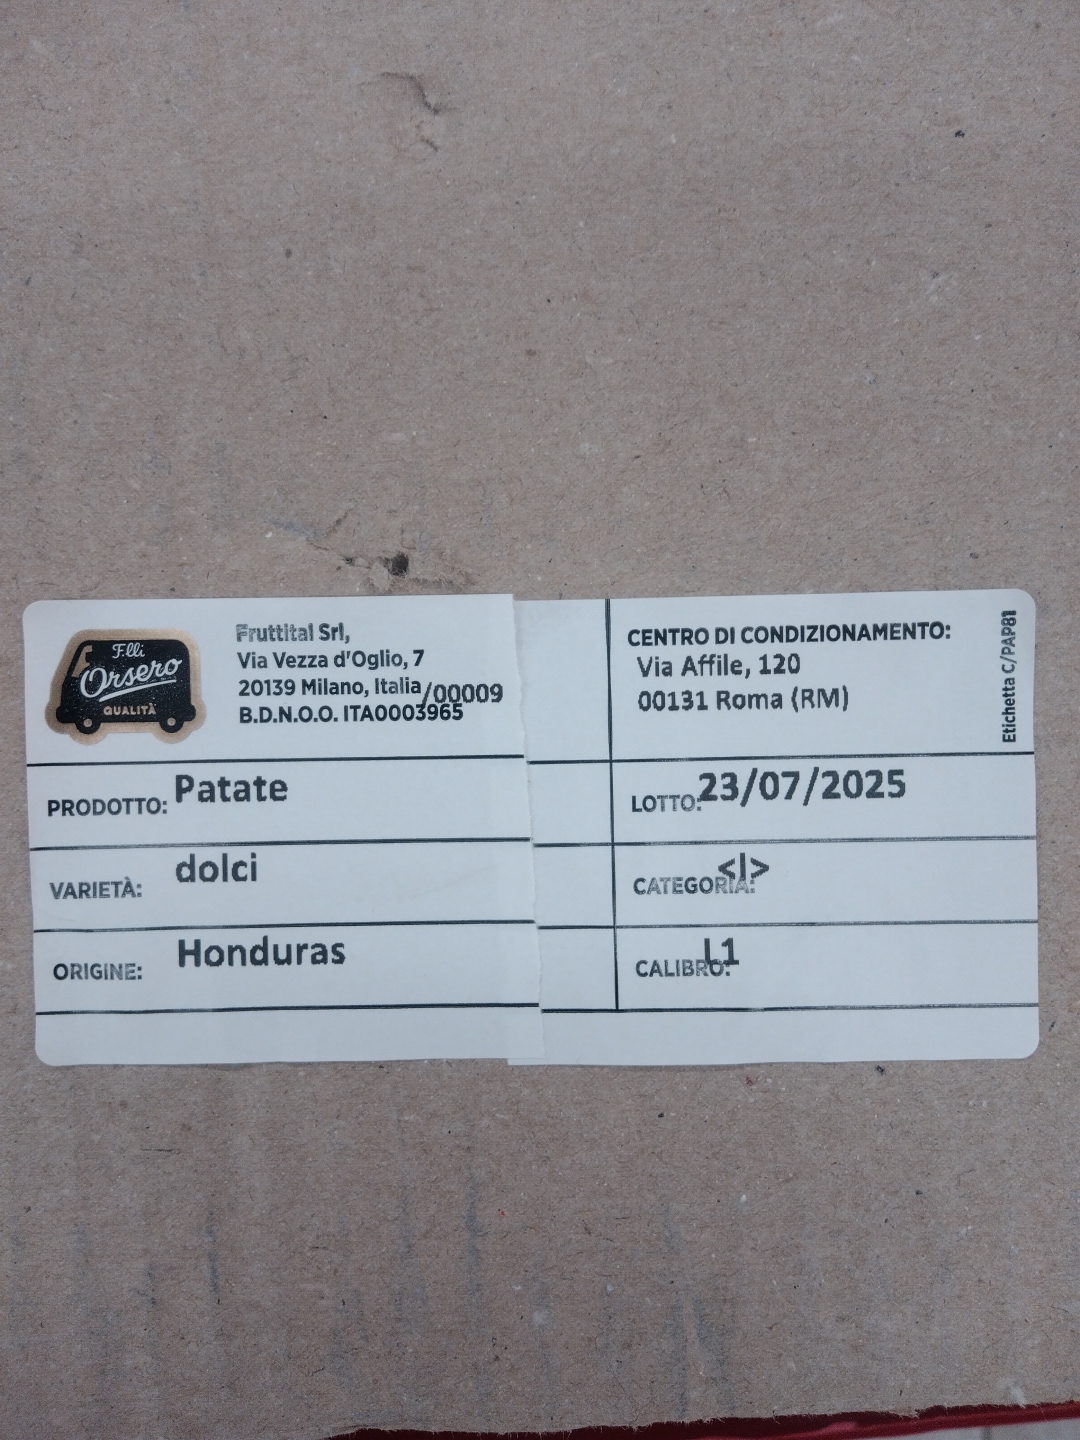 F.lli
Orsero
QUALITÀ
Fruttital Srl,
Via Vezza d'Oglio, 7
20139 Milano, Italia
/00009
B.D.N.O.O. ITA0003965
CENTRO DI CONDIZIONAMENTO:
Via Affile, 120
00131 Roma (RM)
Etichetta C/PAP81
PRODOTTO: Patate
LOTTO: 23/07/2025
VARIETÀ: dolci
CATEGORIA: <I>
ORIGINE: Honduras
CALIBRO: L1